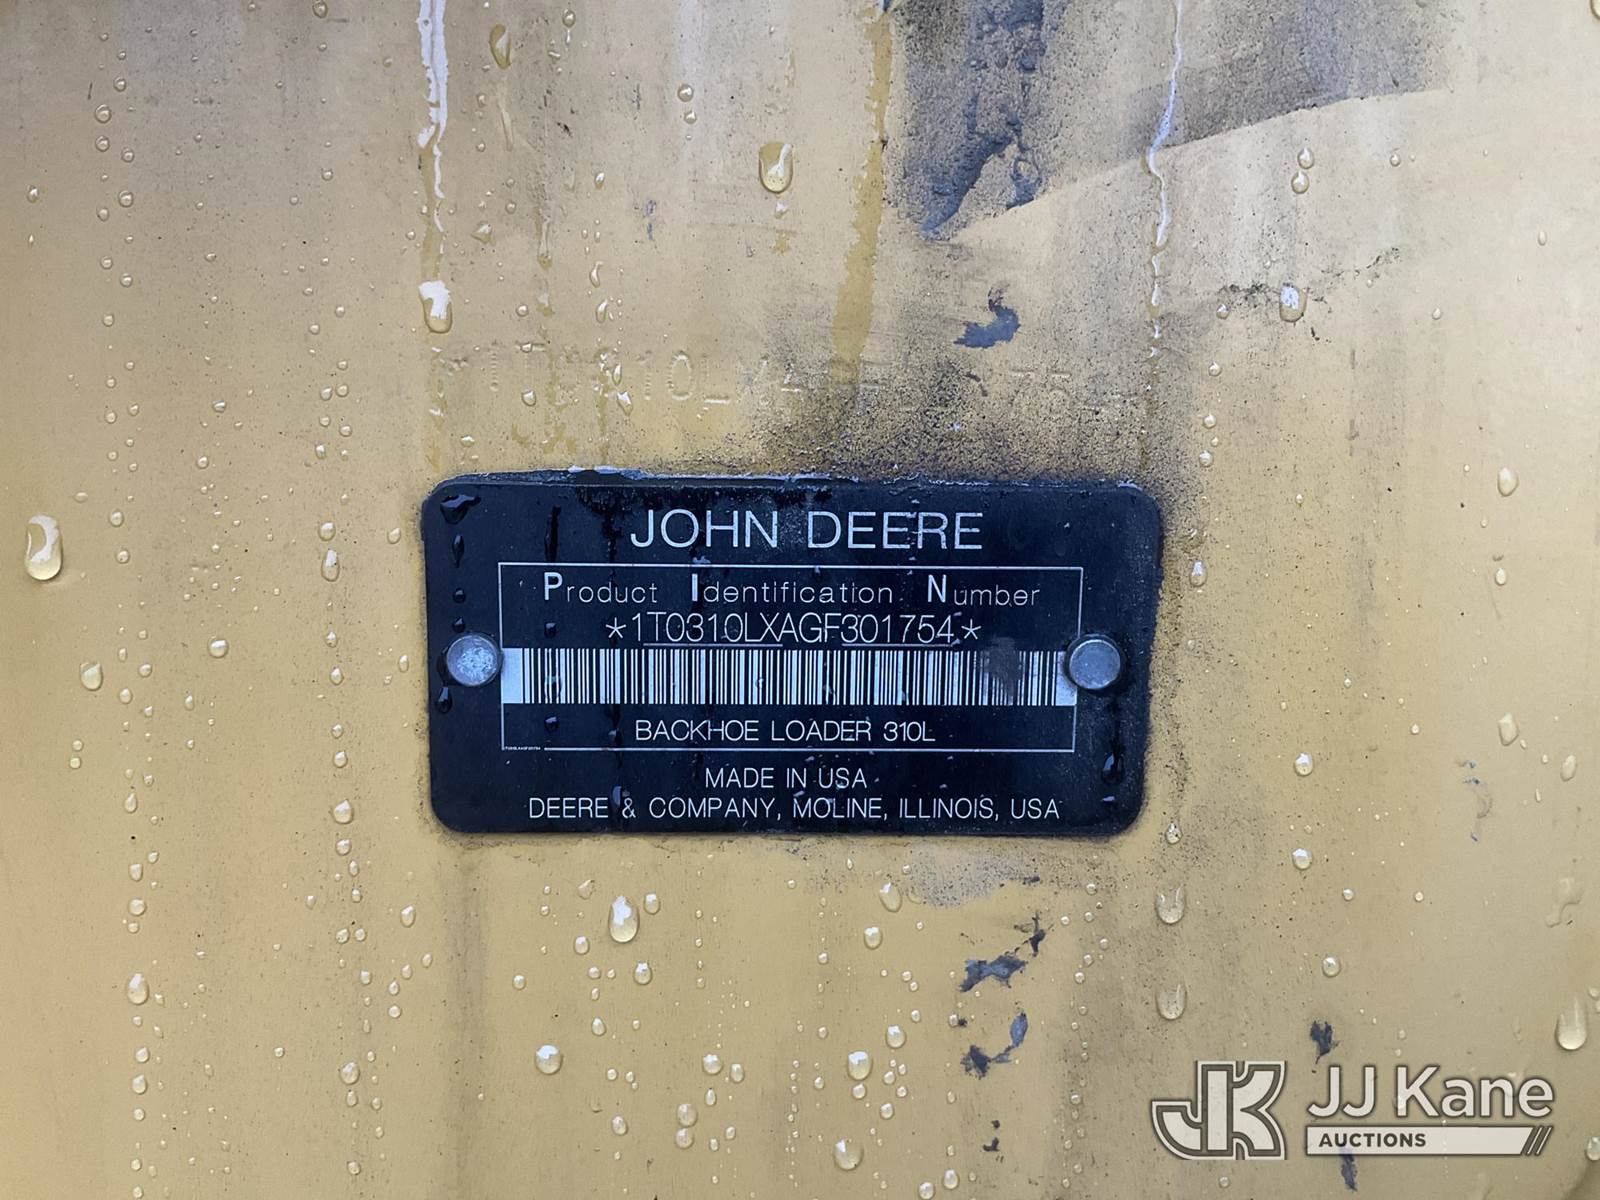 JOHN DEERE
Product Identification Number
*1T0310LXAGF301754*
BACKHOE LOADER 310L
MADE IN USA
DEERE & COMPANY, MOLINE, ILLINOIS, USA
JK JJ Kane
AUCTIONS